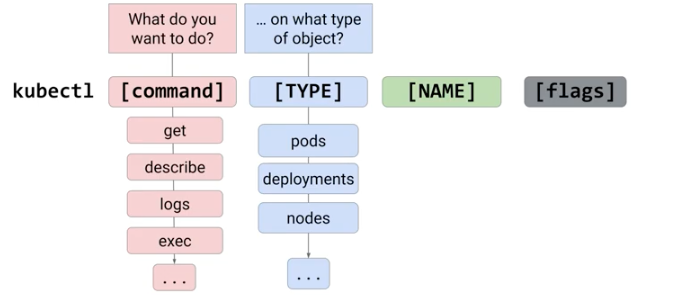 What do you
want to do?
... on what type
of object?
kubectl [command] [TYPE] [NAME] [flags]
get
describe
logs
exec
...
pods
deployments
nodes
...